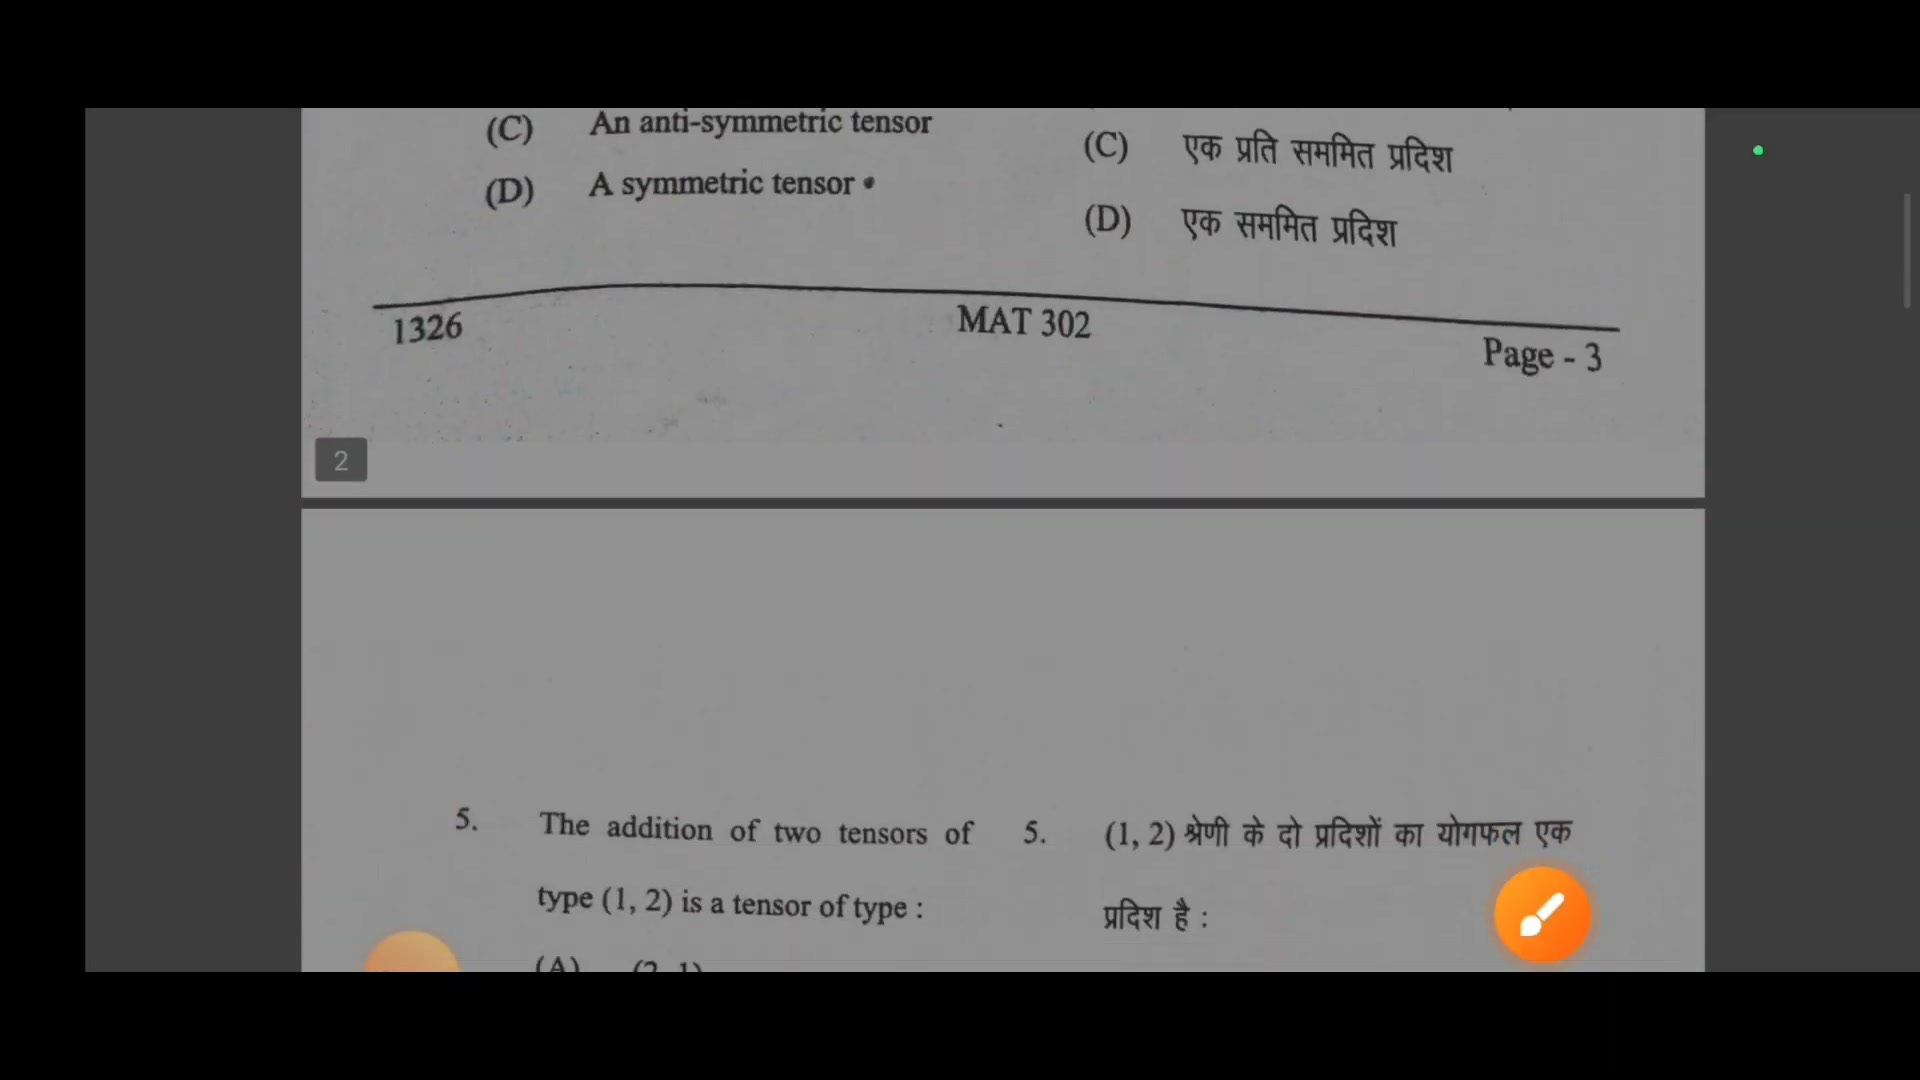 (C) An anti-symmetric tensor
(D) A symmetric tensor
(C) एक प्रति सममित प्रदिश
(D) एक सममित प्रदिश
1326 MAT 302 Page - 3
2
5. The addition of two tensors of
type (1, 2) is a tensor of type :
(A) (2, 1)
5. (1, 2) श्रेणी के दो प्रदिशों का योगफल एक
प्रदिश है :